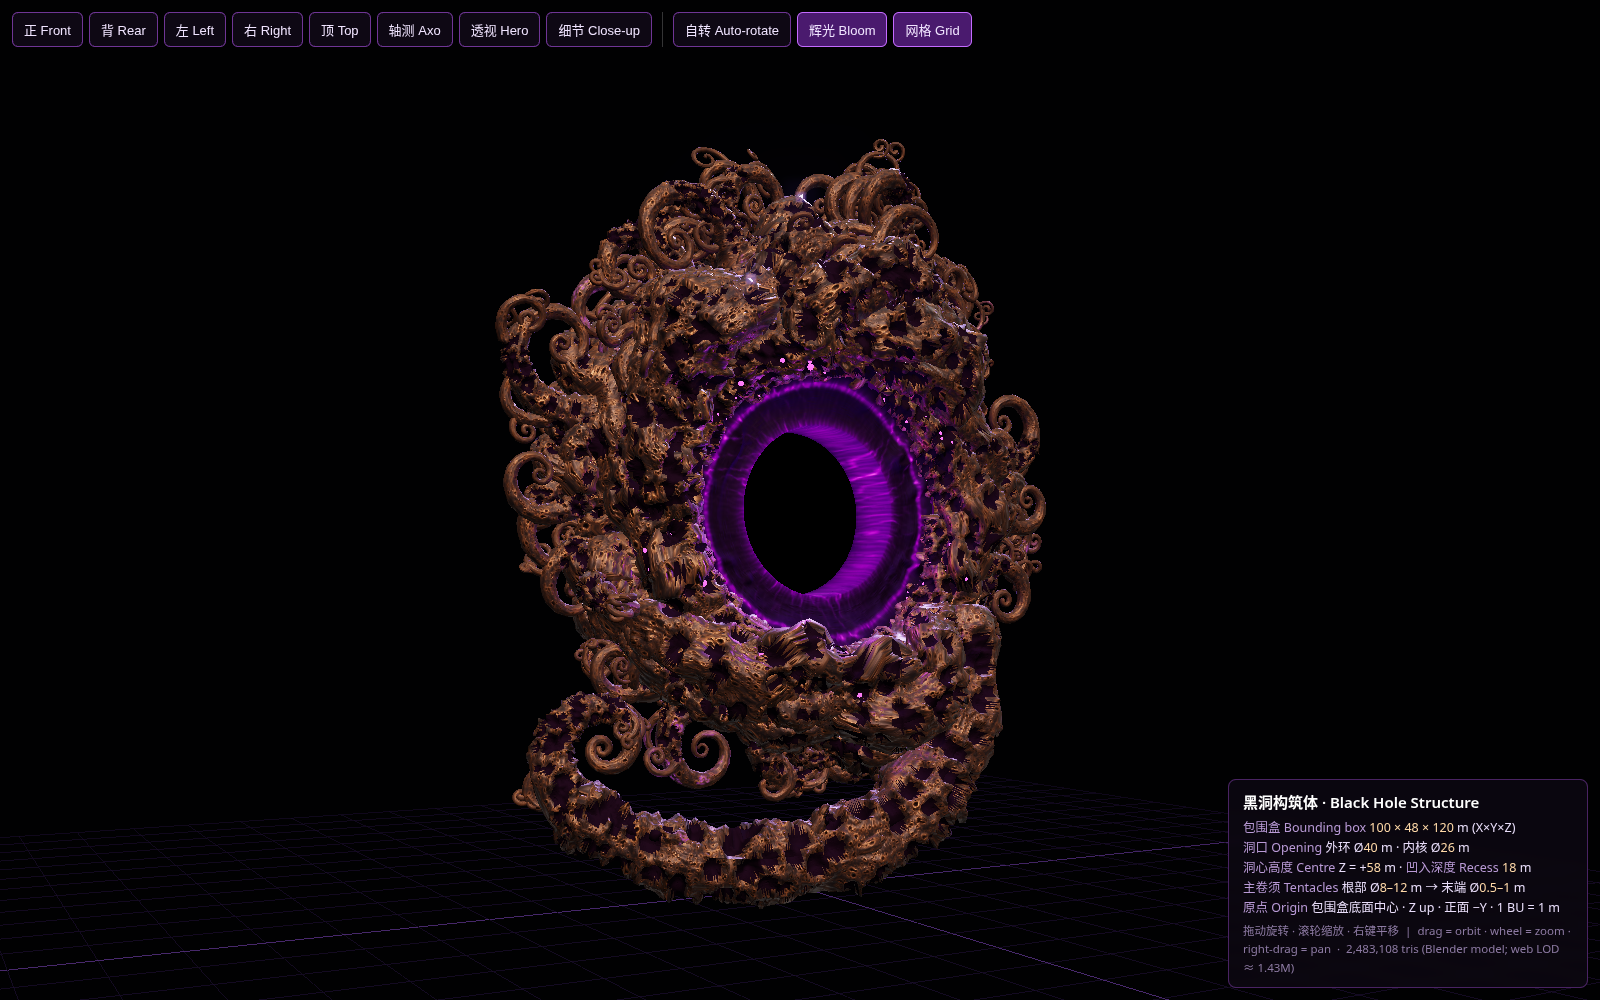 正 Front
背 Rear
左 Left
右 Right
顶 Top
轴测 Axo
透视 Hero
细节 Close-up
自转 Auto-rotate
辉光 Bloom
网格 Grid
黑洞构筑体 · Black Hole Structure
包围盒 Bounding box 100 × 48 × 120 m (X×Y×Z)
洞口 Opening 外环 Ø40 m · 内核 Ø26 m
洞心高度 Centre Z = +58 m · 凹入深度 Recess 18 m
主卷须 Tentacles 根部 Ø8–12 m → 末端 Ø0.5–1 m
原点 Origin 包围盒底面中心 · Z up · 正面 −Y · 1 BU = 1 m
拖动旋转 · 滚轮缩放 · 右键平移 | drag = orbit · wheel = zoom ·
right-drag = pan · 2,483,108 tris (Blender model; web LOD
≈ 1.43M)